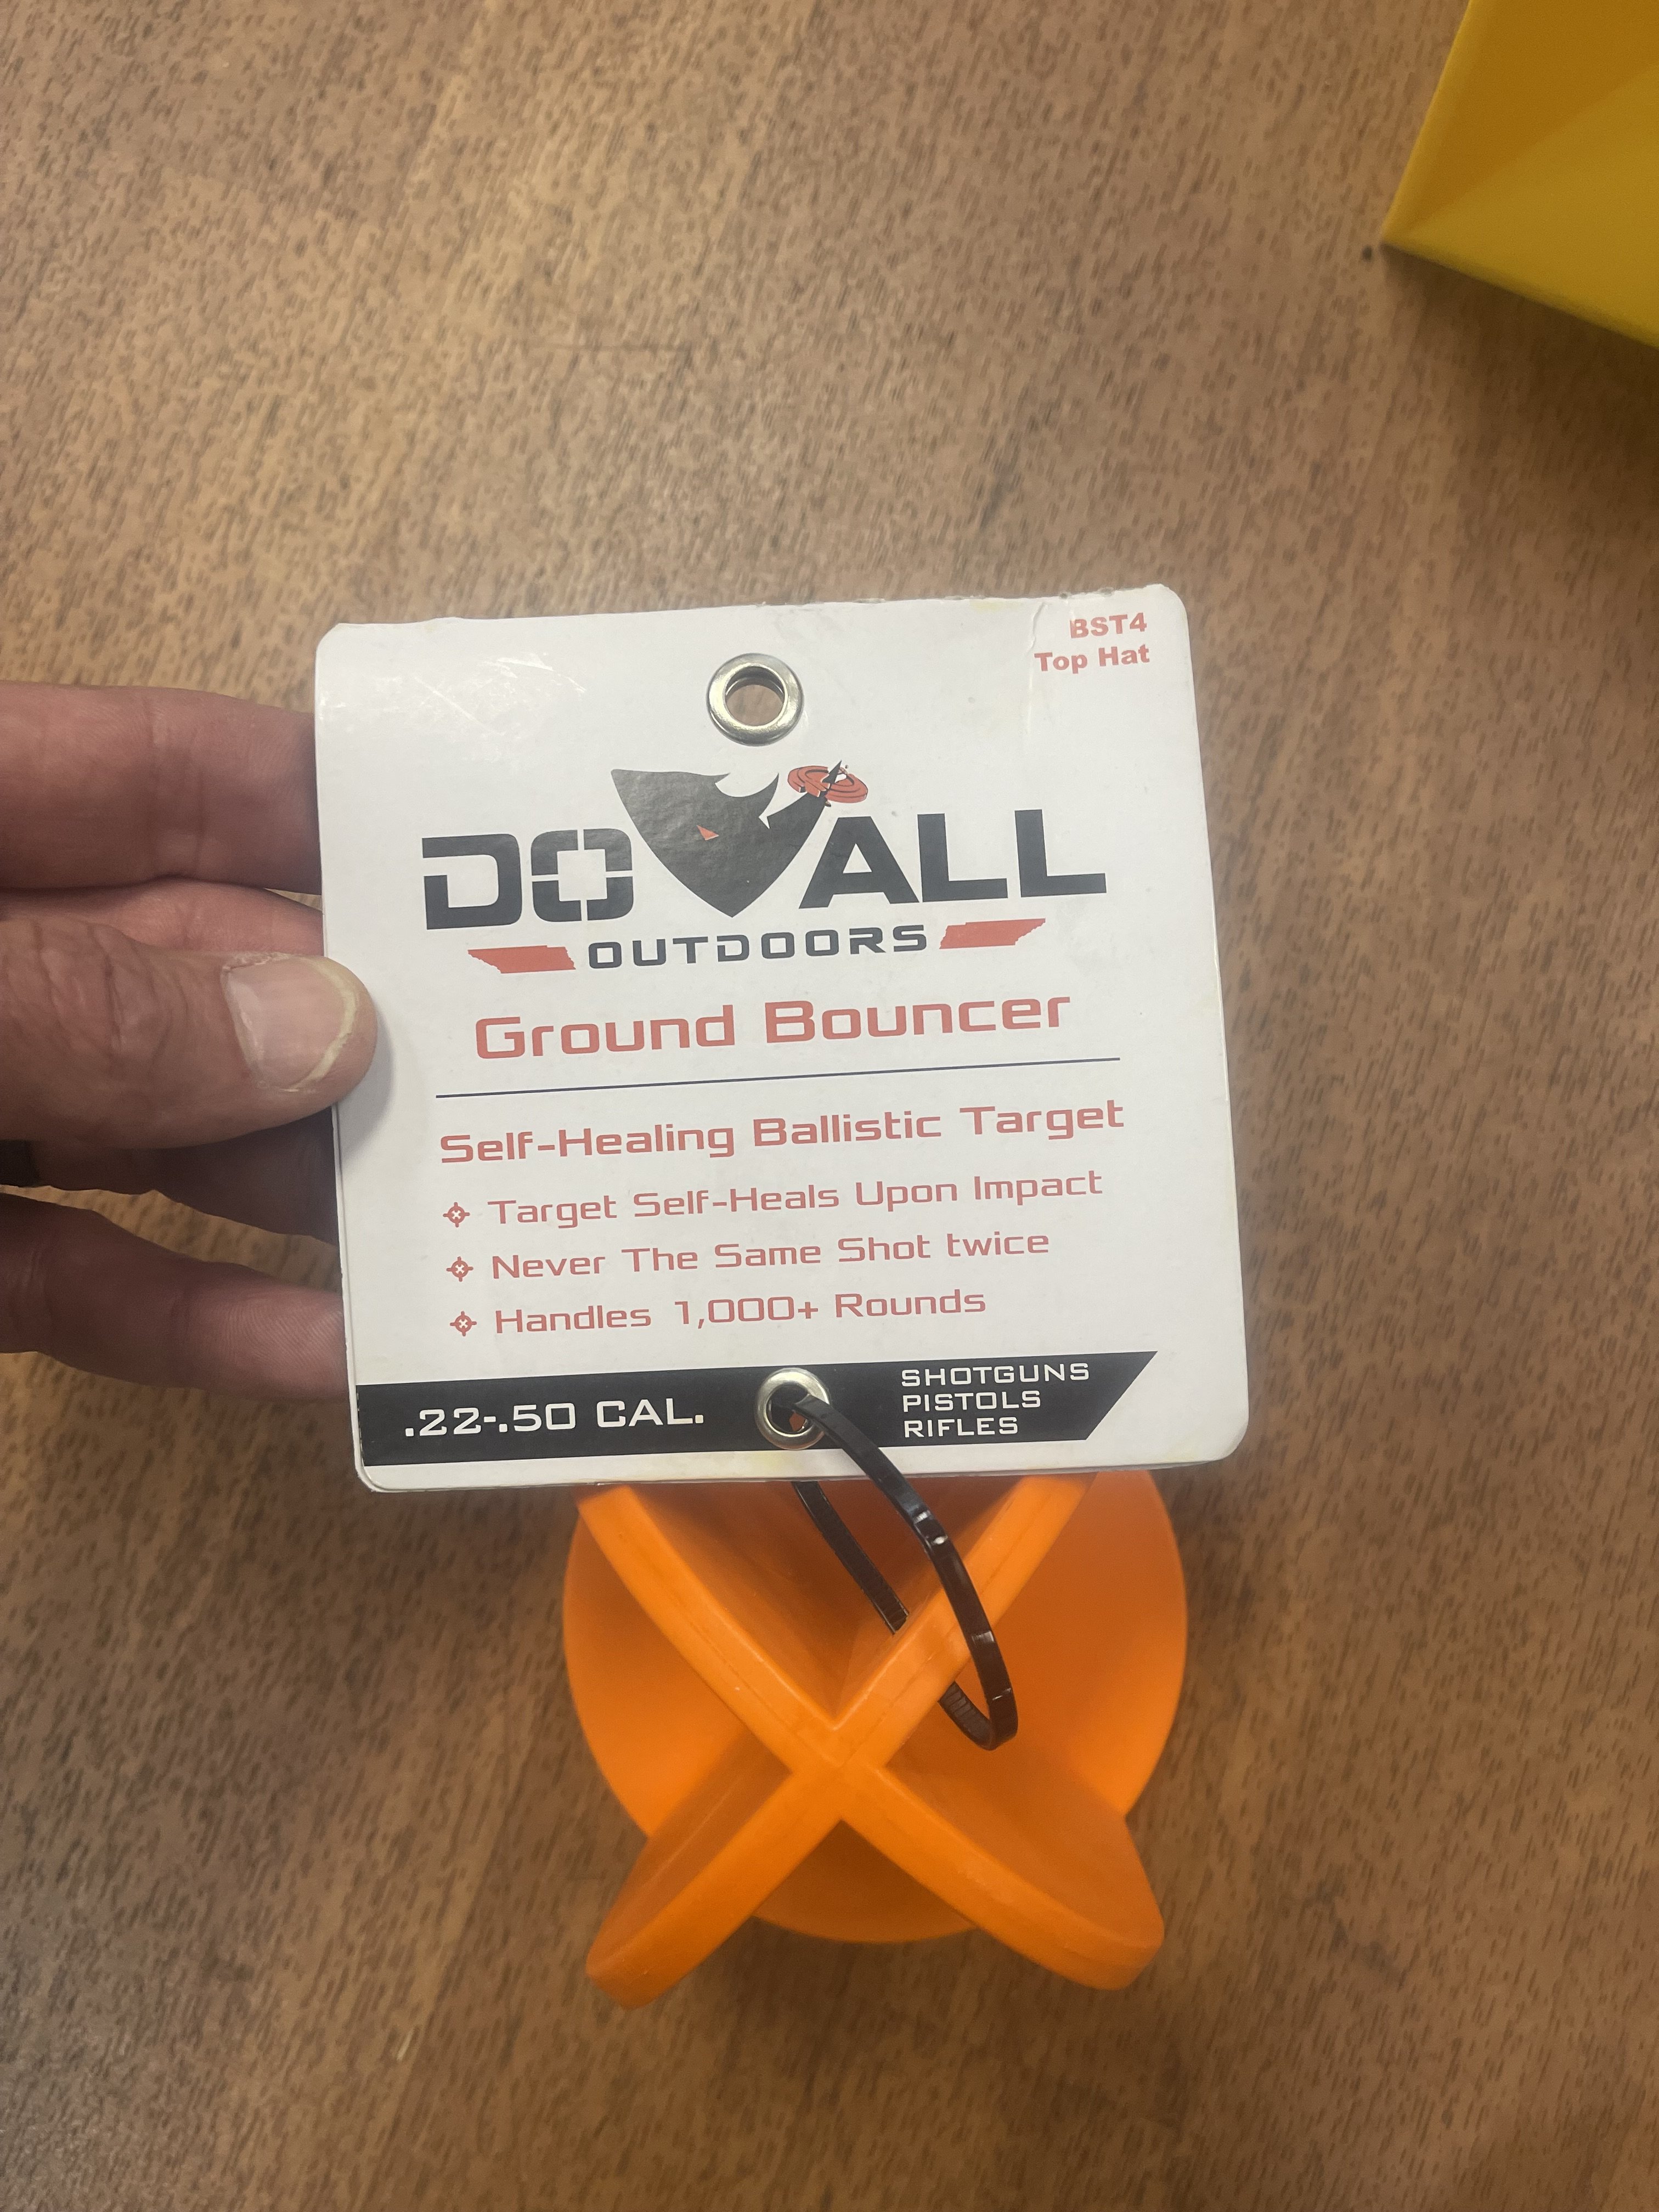 BST4
Top Hat
DO ALL
OUTDOORS
Ground Bouncer
Self-Healing Ballistic Target
Target Self-Heals Upon Impact
Never The Same Shot twice
Handles 1,000+ Rounds
.22-.50 CAL.
SHOTGUNS
PISTOLS
RIFLES